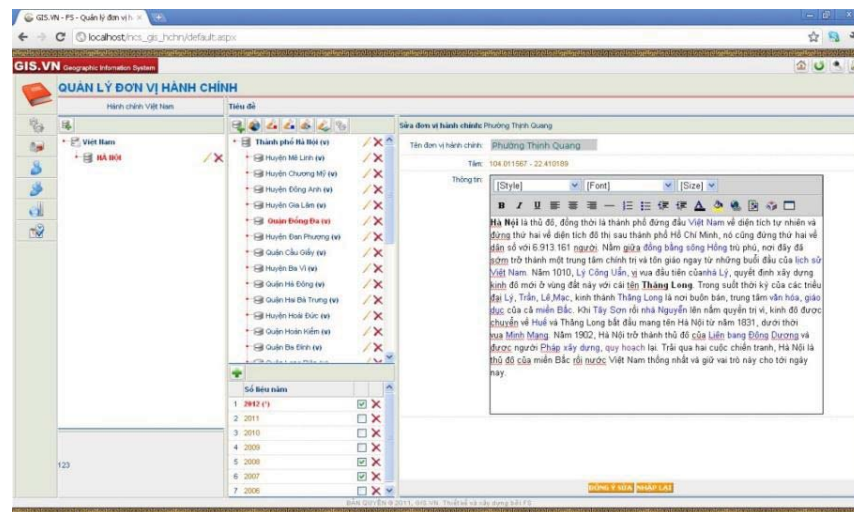 GIS.VN - FS - Quản lý đơn vị h
localhost/ncs_gis_hchn/default.aspx
GIS.VN Geographic Information System
QUẢN LÝ ĐƠN VỊ HÀNH CHÍNH
Hành chính Việt Nam
Tiêu đề
Sửa đơn vị hành chính: Phường Thịnh Quang
Việt Nam
HÀ NỘI
Thành phố Hà Nội (v)
Huyện Mê Linh (v)
Huyện Chương Mỹ (v)
Huyện Đông Anh (v)
Huyện Gia Lâm (v)
Quận Đống Đa (v)
Huyện Đan Phượng (v)
Quận Cầu Giấy (v)
Huyện Ba Vì (v)
Quận Hà Đông (v)
Quận Hai Bà Trưng (v)
Huyện Hoài Đức (v)
Quận Hoàn Kiếm (v)
Quận Ba Đình (v)
Quận Long Biên (v)
Số liệu năm
1 2012 (*)
2 2011
3 2010
4 2009
5 2008
6 2007
7 2006
123
Tên đơn vị hành chính: Phường Thịnh Quang
Tâm: 104.011567 - 22.410189
Thông tin:
[Style] [Font] [Size]
B I U
Hà Nội là thủ đô, đồng thời là thành phố đứng đầu Việt Nam về diện tích tự nhiên và
đứng thứ hai về diện tích đô thị sau thành phố Hồ Chí Minh, nó cũng đứng thứ hai về
dân số với 6.913.161 người. Nằm giữa đồng bằng sông Hồng trù phú, nơi đây đã
sớm trở thành một trung tâm chính trị và tôn giáo ngay từ những buổi đầu của lịch sử
Việt Nam. Năm 1010, Lý Công Uẩn, vị vua đầu tiên củanhà Lý, quyết định xây dựng
kinh đô mới ở vùng đất này với cái tên Thăng Long. Trong suốt thời kỳ của các triều
đại Lý, Trần, Lê,Mạc, kinh thành Thăng Long là nơi buôn bán, trung tâm văn hóa, giáo
dục của cả miền Bắc. Khi Tây Sơn rồi nhà Nguyễn lên nắm quyền trị vì, kinh đô được
chuyển về Huế và Thăng Long bắt đầu mang tên Hà Nội từ năm 1831, dưới thời
vua Minh Mạng. Năm 1902, Hà Nội trở thành thủ đô của Liên bang Đông Dương và
được người Pháp xây dựng, quy hoạch lại. Trải qua hai cuộc chiến tranh, Hà Nội là
thủ đô của miền Bắc rồi nước Việt Nam thống nhất và giữ vai trò này cho tới ngày
nay.
ĐỒNG Ý SỬA NHẬP LẠI
BẢN QUYỀN @ 2011, GIS.VN. Thiết kế và xây dựng bởi FS